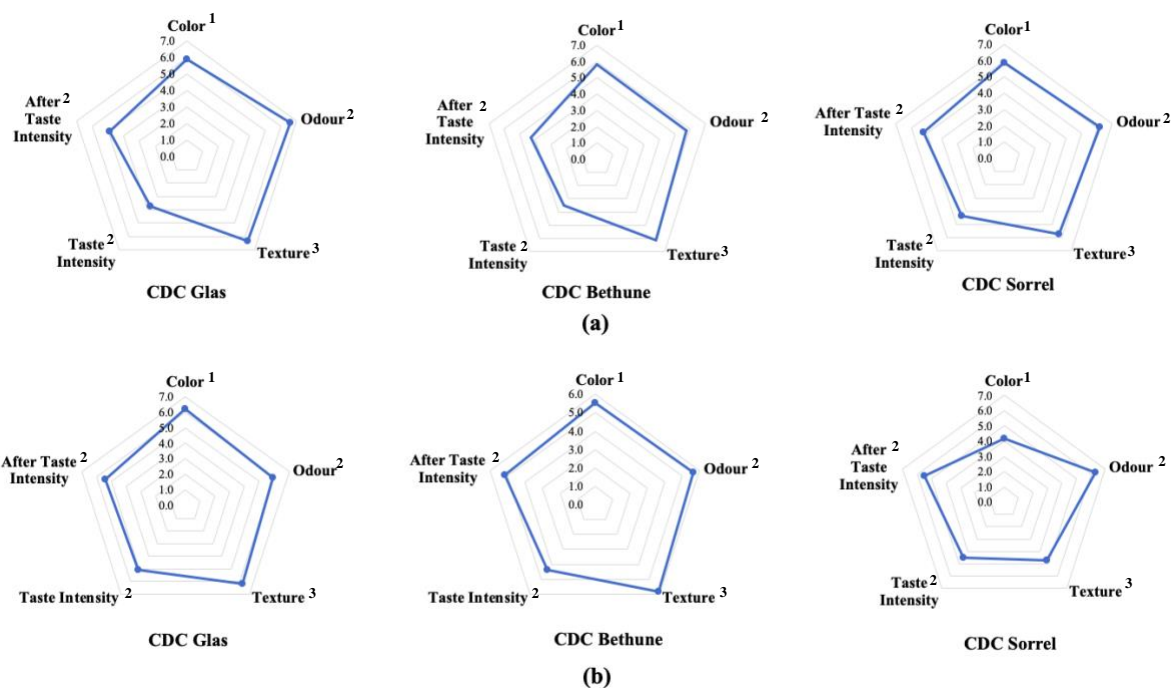 Color 1
7.0
6.0
5.0
4.0
3.0
2.0
1.0
0.0
After 2
Taste
Intensity
Odour 2
Taste 2
Intensity
Texture 3
CDC Glas
Color 1
7.0
6.0
5.0
4.0
3.0
2.0
1.0
0.0
After 2
Taste
Intensity
Odour 2
Taste 2
Intensity
Texture 3
CDC Bethune
Color 1
7.0
6.0
5.0
4.0
3.0
2.0
1.0
0.0
After Taste 2
Intensity
Odour 2
Taste 2
Intensity
Texture 3
CDC Sorrel
(a)
Color 1
7.0
6.0
5.0
4.0
3.0
2.0
1.0
0.0
After Taste 2
Intensity
Odour 2
Taste Intensity 2
Texture 3
CDC Glas
Color 1
6.0
5.0
4.0
3.0
2.0
1.0
0.0
After Taste 2
Intensity
Odour 2
Taste Intensity 2
Texture 3
CDC Bethune
Color 1
7.0
6.0
5.0
4.0
3.0
2.0
1.0
0.0
After 2
Taste
Intensity
Odour 2
Taste 2
Intensity
Texture 3
CDC Sorrel
(b)